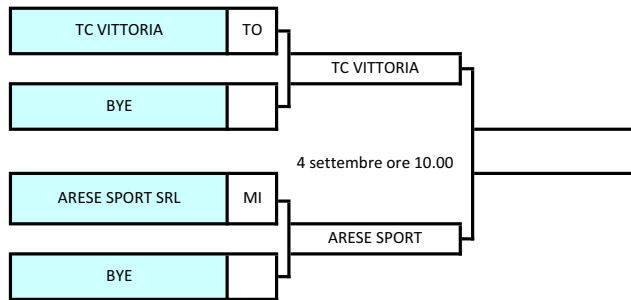 TC VITTORIA TO
TC VITTORIA
BYE
4 settembre ore 10.00
ARESE SPORT SRL MI
ARESE SPORT
BYE